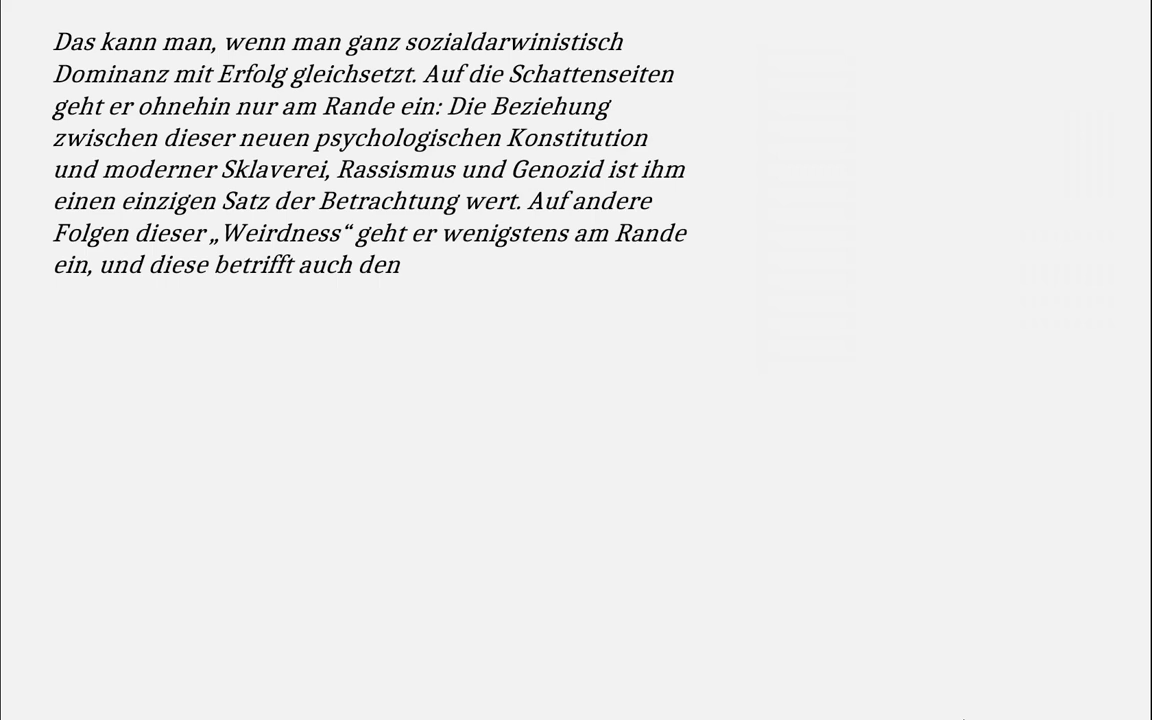 Das kann man, wenn man ganz sozialdarwinistisch
Dominanz mit Erfolg gleichsetzt. Auf die Schattenseiten
geht er ohnehin nur am Rande ein: Die Beziehung
zwischen dieser neuen psychologischen Konstitution
und moderner Sklaverei, Rassismus und Genozid ist ihm
einen einzigen Satz der Betrachtung wert. Auf andere
Folgen dieser „Weirdness“ geht er wenigstens am Rande
ein, und diese betrifft auch den